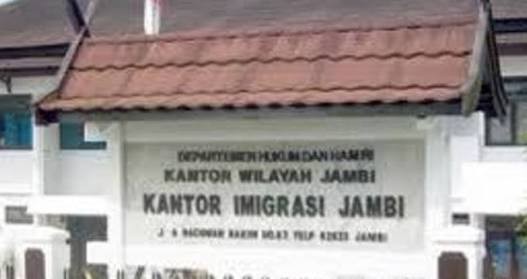 DEPARTEMEN HUKUM DAN HAM RI
KANTOR WILAYAH JAMBI
KANTOR IMIGRASI JAMBI
TELP JAMBI